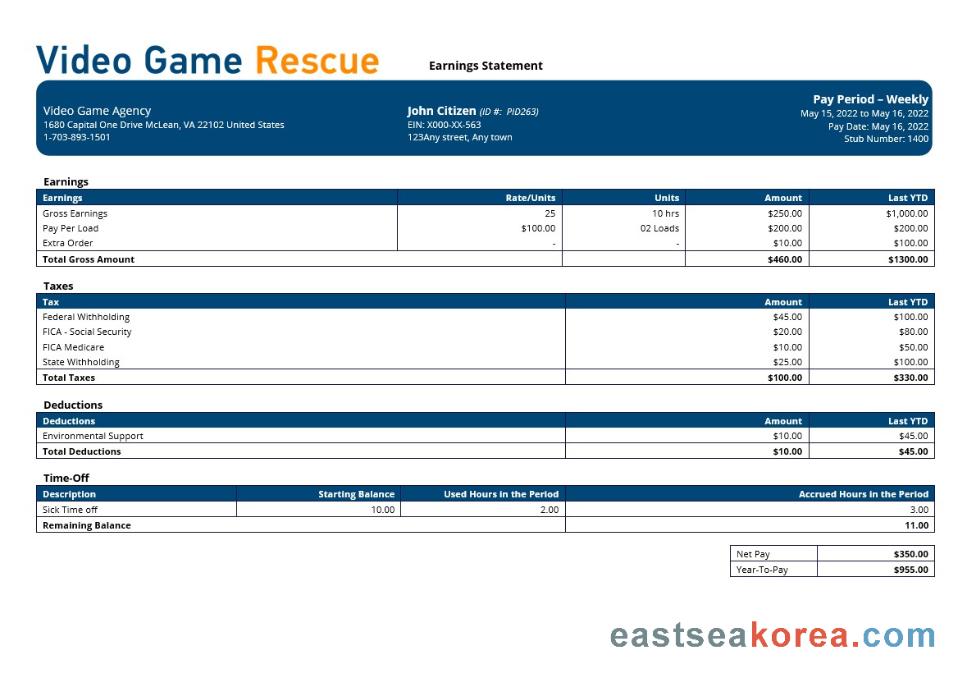 Video Game Rescue
Earnings Statement
Video Game Agency
1680 Capital One Drive McLean, VA 22102 United States
1-703-893-1501
John Citizen (ID #: PID263)
EIN: X000-XX-563
123Any street, Any town
Pay Period – Weekly
May 15, 2022 to May 16, 2022
Pay Date: May 16, 2022
Stub Number: 1400
Earnings
Earnings Rate/Units Units Amount Last YTD
Gross Earnings 25 10 hrs $250.00 $1,000.00
Pay Per Load $100.00 02 Loads $200.00 $200.00
Extra Order - - $10.00 $100.00
Total Gross Amount $460.00 $1300.00
Taxes
Tax Amount Last YTD
Federal Withholding $45.00 $100.00
FICA - Social Security $20.00 $80.00
FICA Medicare $10.00 $50.00
State Withholding $25.00 $100.00
Total Taxes $100.00 $330.00
Deductions
Deductions Amount Last YTD
Environmental Support $10.00 $45.00
Total Deductions $10.00 $45.00
Time-Off
Description Starting Balance Used Hours in the Period Accrued Hours in the Period
Sick Time off 10.00 2.00 3.00
Remaining Balance 11.00
Net Pay $350.00
Year-To-Pay $955.00
eastseakorea.com